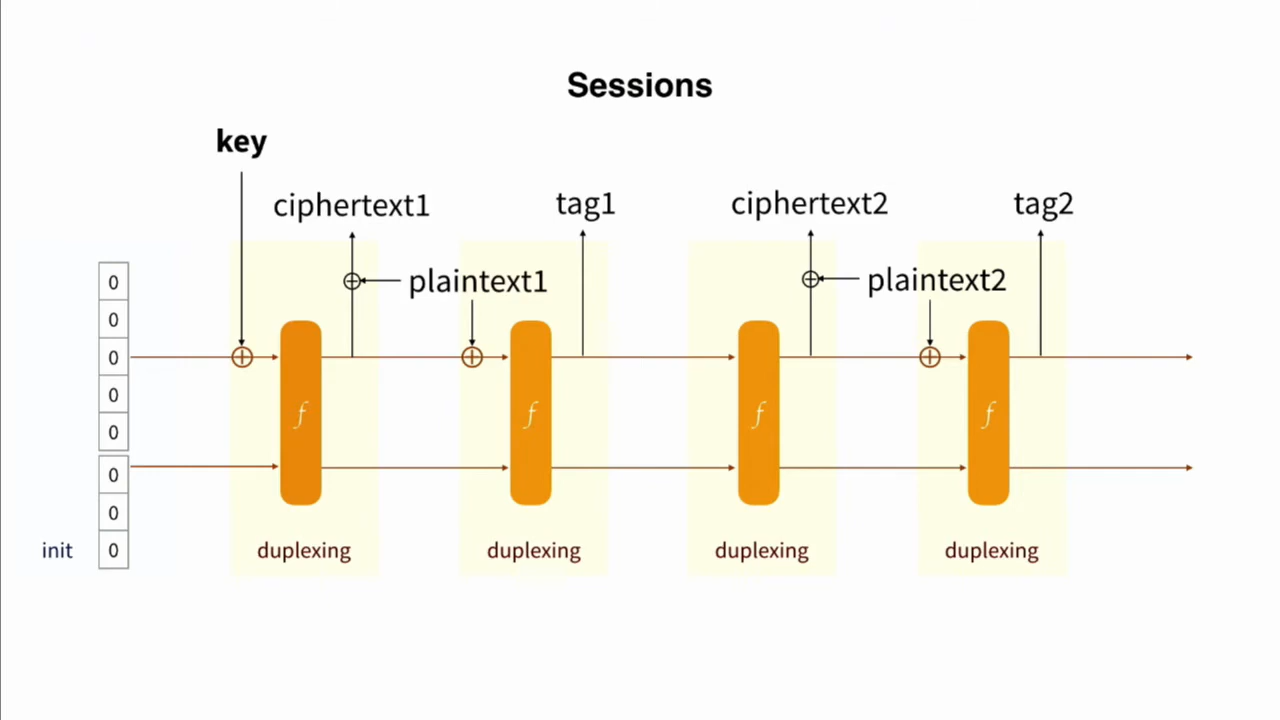 Sessions
key
ciphertext1
tag1
ciphertext2
tag2
plaintext1
plaintext2
0
0
0
0
0
0
0
0
f
f
f
f
init
duplexing
duplexing
duplexing
duplexing